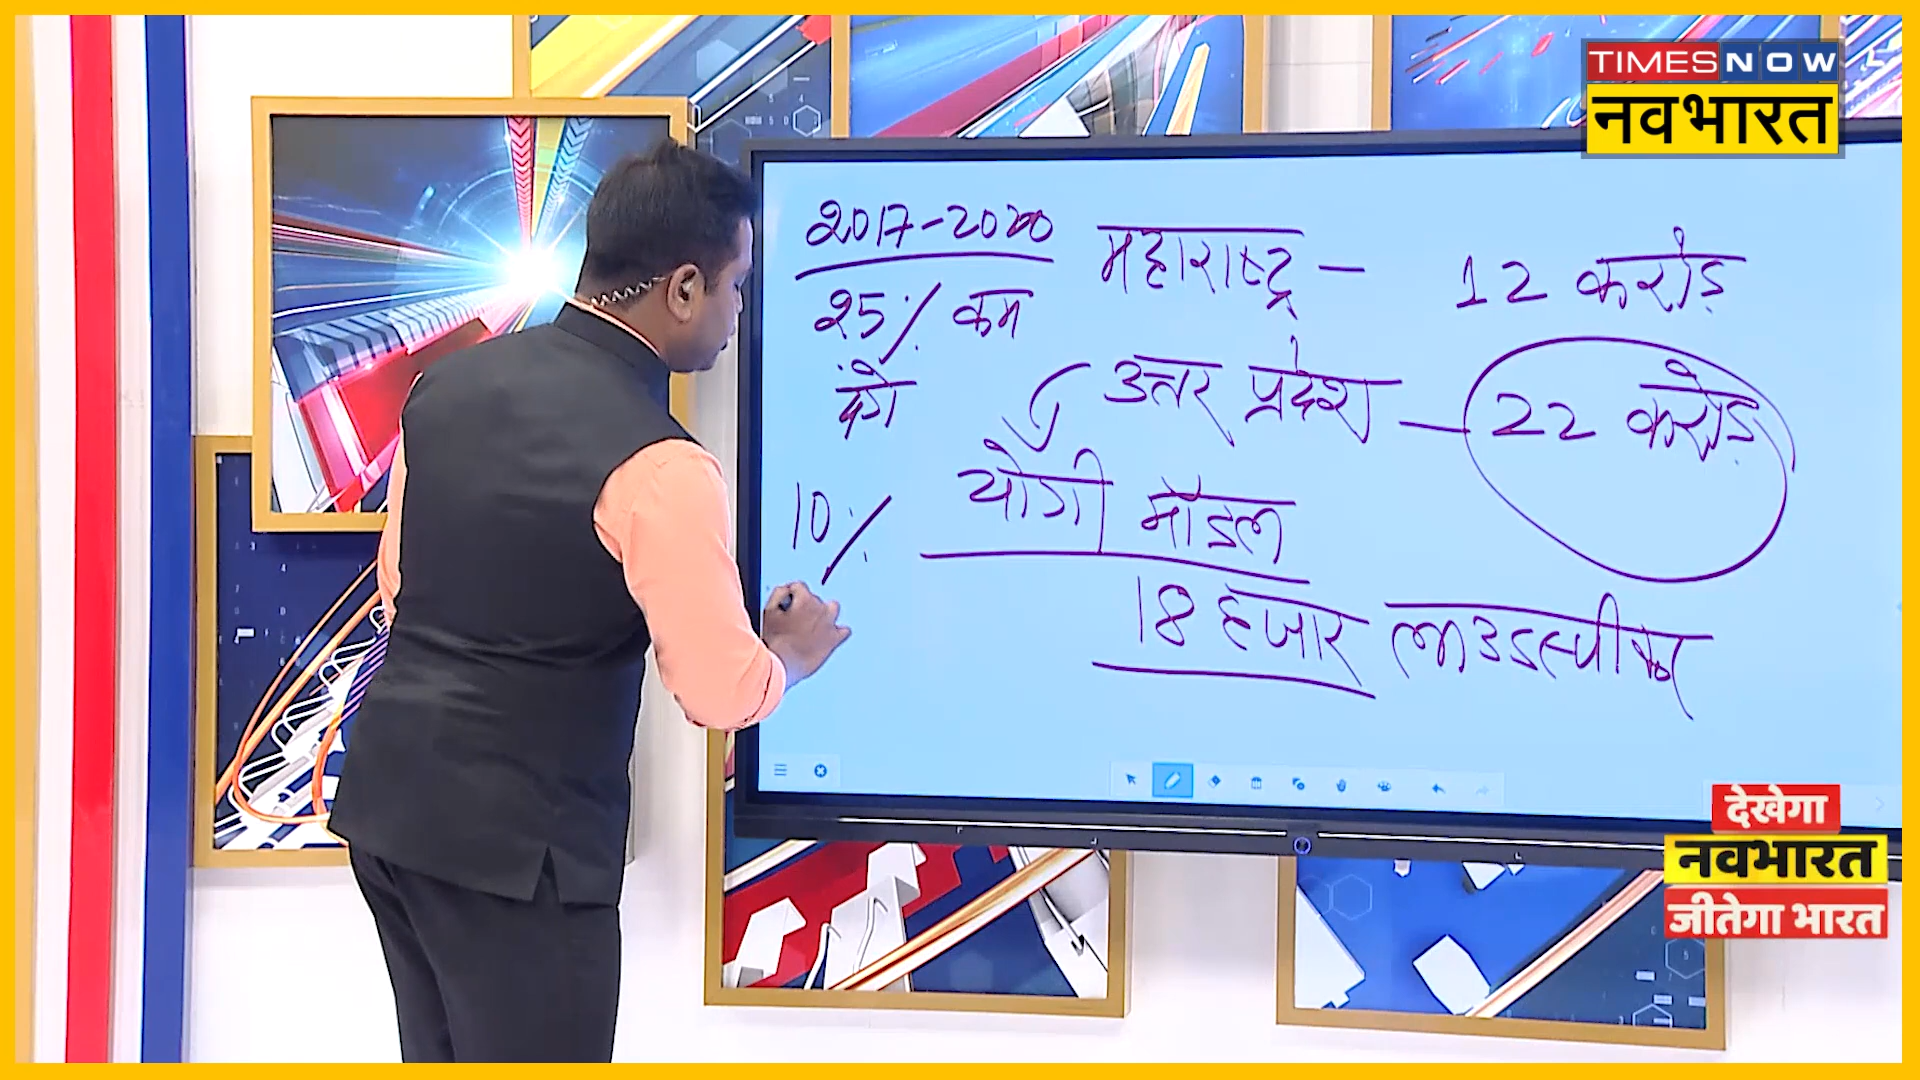 TIMES NOW
नवभारत
2017-2020 महाराष्ट्र – 12 करोड़
25% कम
उत्तर प्रदेश – 22 करोड़
योगी मॉडल
10%
18 हजार लाउडस्पीकर
देखेगा
नवभारत
जीतेगा भारत